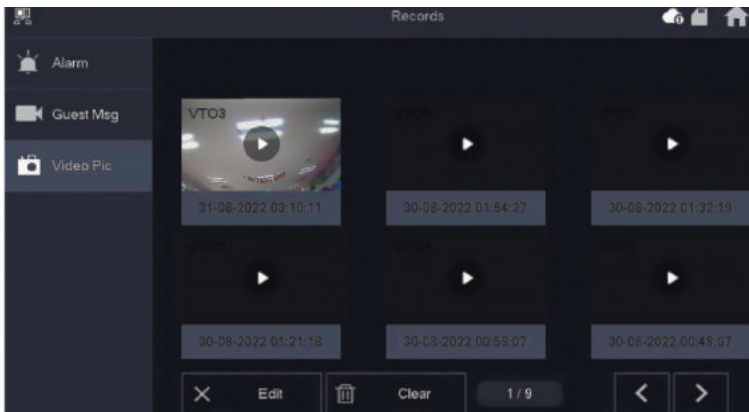 Records
Alarm
Guest Msg
Video Pic
VTO3
31-08-2022 03:10:11
30-08-2022 01:54:27
30-08-2022 01:32:19
30-08-2022 01:21:18
30-08-2022 00:59:07
30-08-2022 00:48:07
Edit
Clear
1 / 9